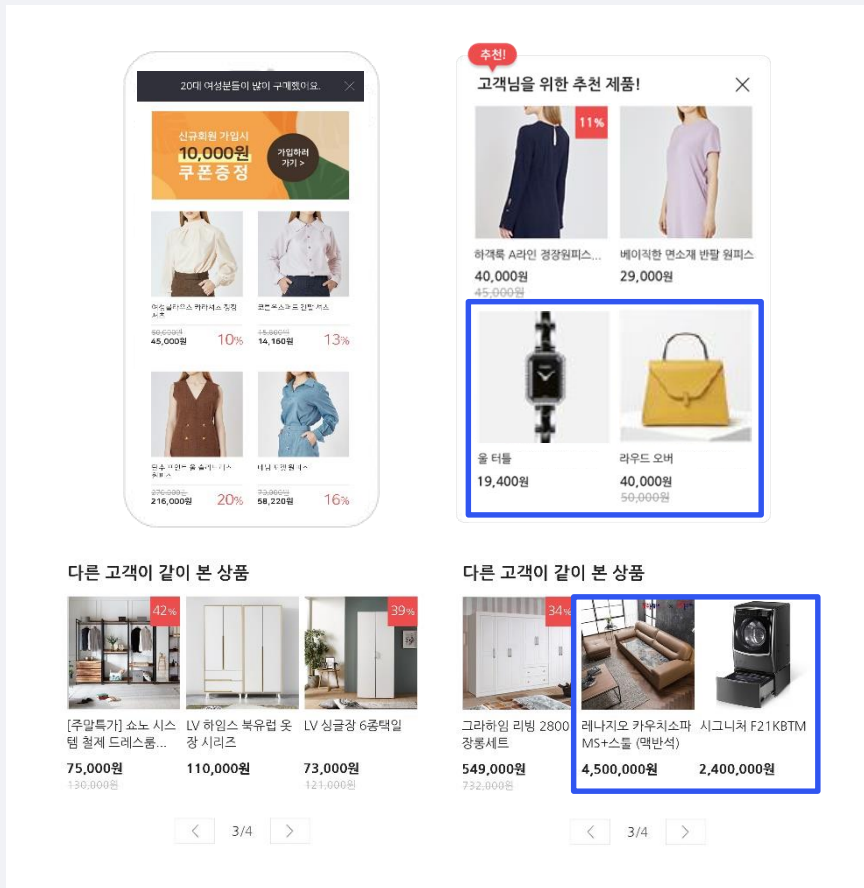 20대 여성분들이 많이 구매했어요.
신규회원 가입시
10,000원
쿠폰증정
가입하러
가기 >
45,000원
10%
14,160원
13%
216,000원
20%
58,220원
16%
추천!
고객님을 위한 추천 제품!
11%
하객룩 A라인 정장원피스...
40,000원
45,000원
베이직한 면소재 반팔 원피스
29,000원
울 터틀
19,400원
라우드 오버
40,000원
50,000원
다른 고객이 같이 본 상품
42%
39%
[주말특가] 쇼노 시스
템 철제 드레스룸...
75,000원
130,000원
LV 하임스 북유럽 옷
장 시리즈
110,000원
LV 싱글장 6종택일
73,000원
121,000원
3/4
다른 고객이 같이 본 상품
34%
그라하임 리빙 2800
장롱세트
549,000원
732,000원
레나지오 카우치소파
MS+스툴 (맥반석)
4,500,000원
시그니처 F21KBTM
2,400,000원
3/4